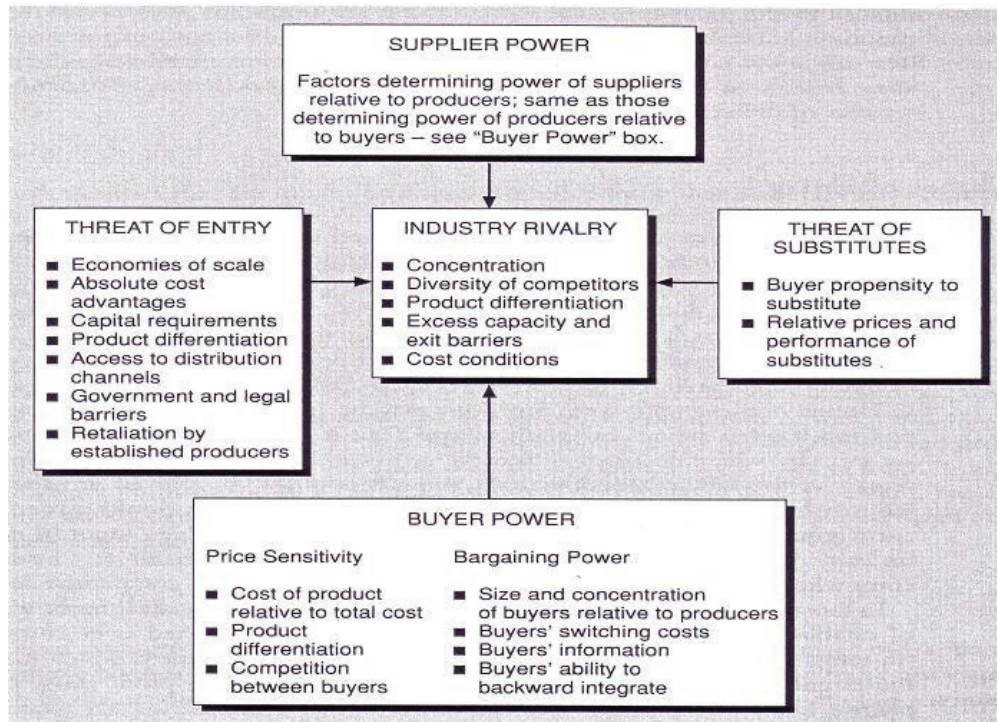 SUPPLIER POWER
Factors determining power of suppliers
relative to producers; same as those
determining power of producers relative
to buyers – see “Buyer Power” box.
THREAT OF ENTRY
■ Economies of scale
■ Absolute cost
advantages
■ Capital requirements
■ Product differentiation
■ Access to distribution
channels
■ Government and legal
barriers
■ Retaliation by
established producers
INDUSTRY RIVALRY
■ Concentration
■ Diversity of competitors
■ Product differentiation
■ Excess capacity and
exit barriers
■ Cost conditions
THREAT OF
SUBSTITUTES
■ Buyer propensity to
substitute
■ Relative prices and
performance of
substitutes
BUYER POWER
Price Sensitivity
■ Cost of product
relative to total cost
■ Product
differentiation
■ Competition
between buyers
Bargaining Power
■ Size and concentration
of buyers relative to producers
■ Buyers’ switching costs
■ Buyers’ information
■ Buyers’ ability to
backward integrate